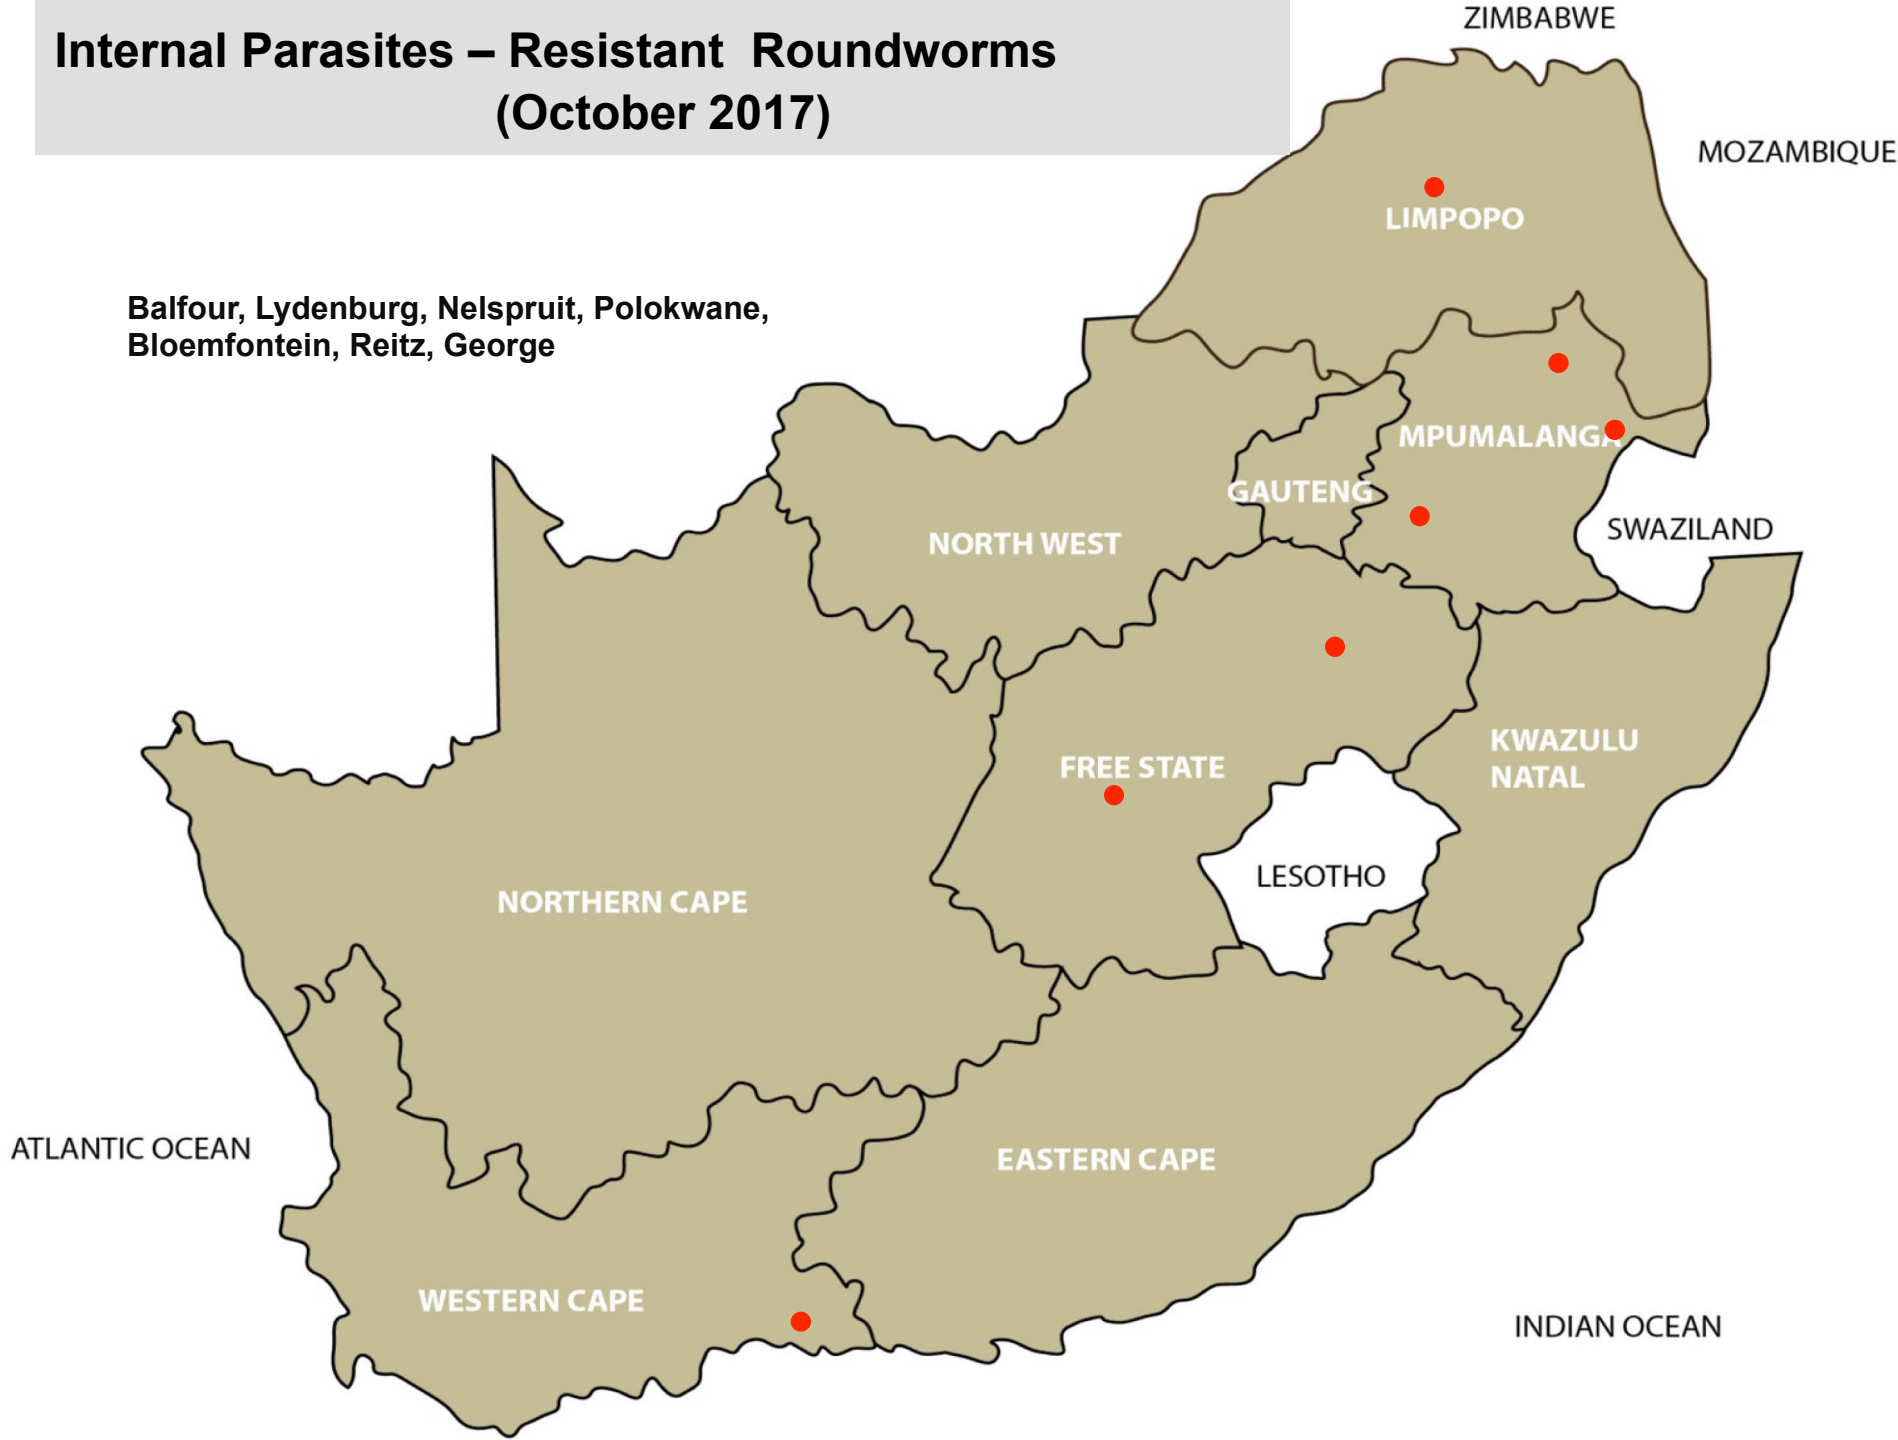 Internal Parasites – Resistant  Roundworms
(October 2017)
ZIMBABWE
MOZAMBIQUE
LIMPOPO
Balfour, Lydenburg, Nelspruit, Polokwane,
Bloemfontein, Reitz, George
MPUMALANGA
GAUTENG
NORTH WEST
SWAZILAND
KWAZULU
NATAL
FREE STATE
LESOTHO
NORTHERN CAPE
ATLANTIC OCEAN
EASTERN CAPE
WESTERN CAPE
INDIAN OCEAN